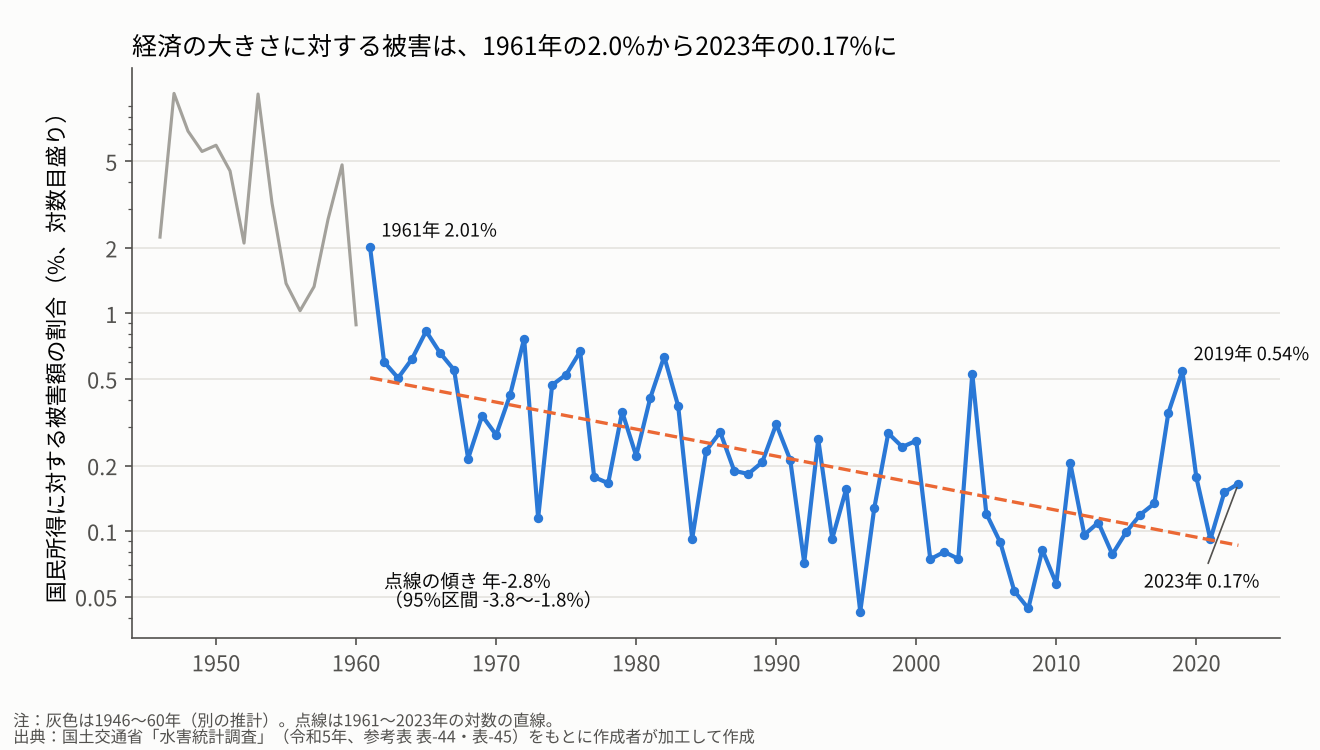 経済の大きさに対する被害は、1961年の2.0%から2023年の0.17%に
国民所得に対する被害額の割合（%、対数目盛り）
5
2
1
0.5
0.2
0.1
0.05
1961年 2.01%
2019年 0.54%
2023年 0.17%
点線の傾き 年-2.8%
（95%区間 -3.8～-1.8%）
1950
1960
1970
1980
1990
2000
2010
2020
注：灰色は1946～60年（別の推計）。点線は1961～2023年の対数の直線。
出典：国土交通省「水害統計調査」（令和5年、参考表 表-44・表-45）をもとに作成者が加工して作成